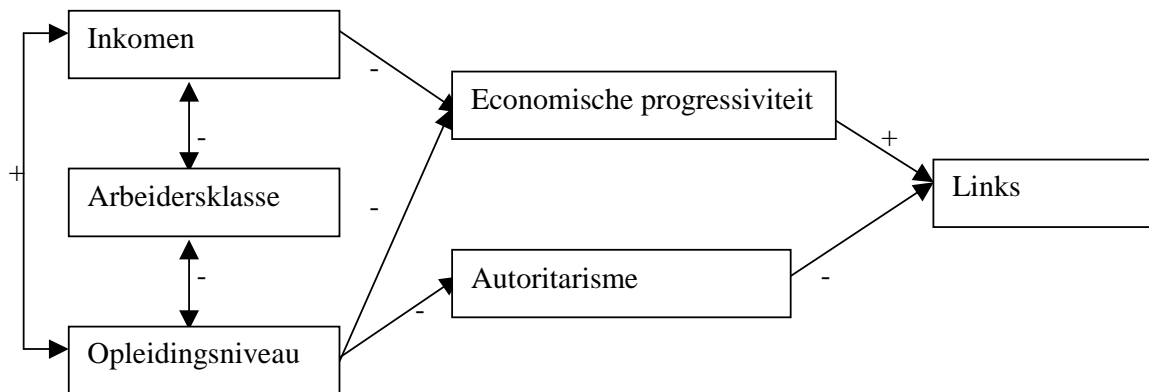 Inkomen
-
Economische progressiviteit
+
-
+
Arbeidersklasse
-
Links
-
Autoritarisme
-
-
Opleidingsniveau